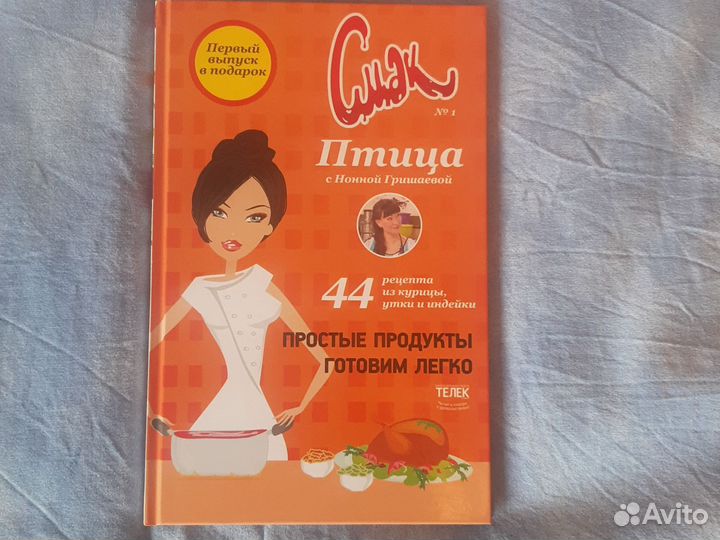 Первый
выпуск
в подарок
Смак
№ 1
Птица
с Нонной Гришаевой
44
рецепта
из курицы,
утки и индейки
ПРОСТЫЕ ПРОДУКТЫ
ГОТОВИМ ЛЕГКО
ТЕЛЕК
Avito